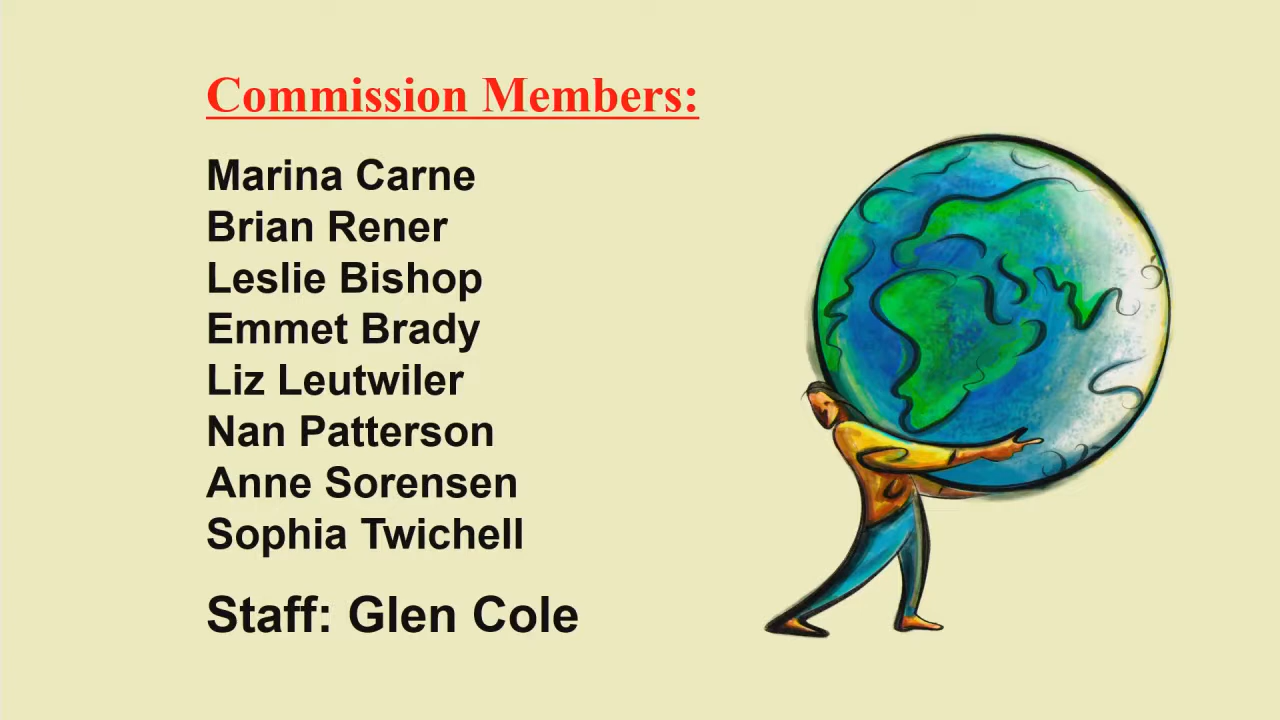 Commission Members:
Marina Carne
Brian Rener
Leslie Bishop
Emmet Brady
Liz Leutwiler
Nan Patterson
Anne Sorensen
Sophia Twichell
Staff: Glen Cole